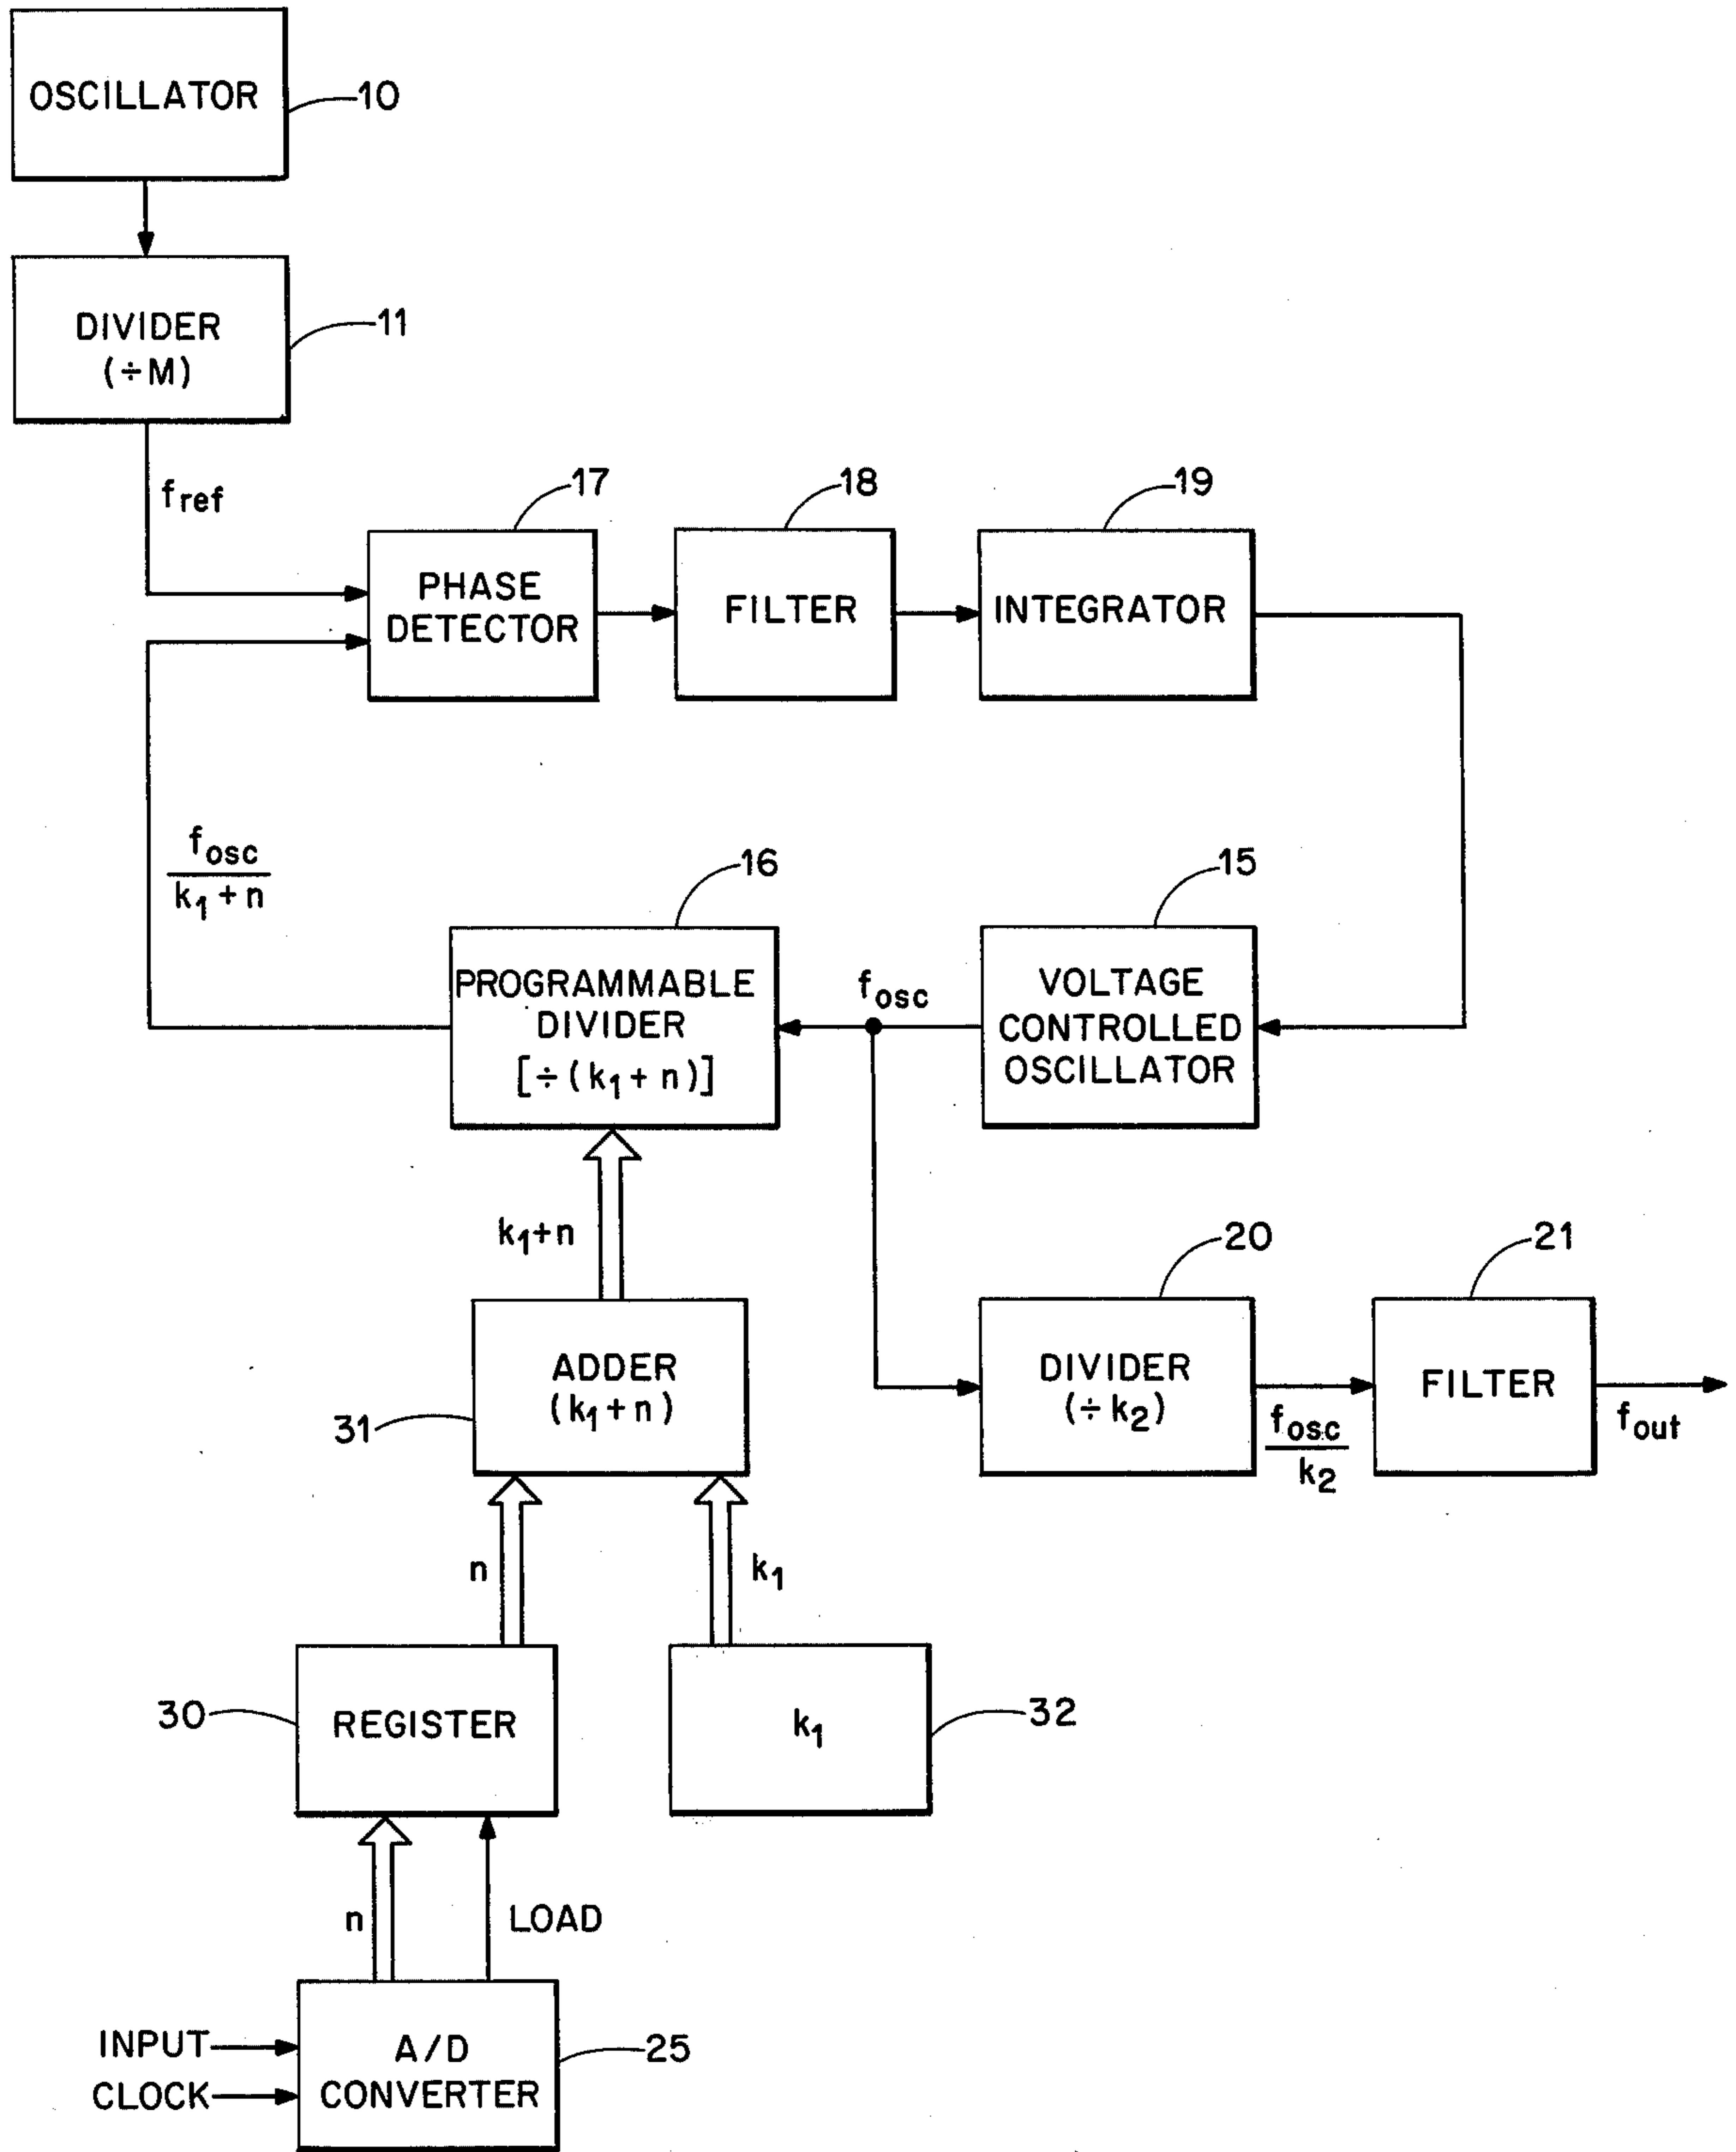 OSCILLATOR
10
DIVIDER
(÷M)
11
fref
17
18
19
PHASE
DETECTOR
FILTER
INTEGRATOR
fosc
k1 + n
16
15
PROGRAMMABLE
DIVIDER
[÷(k1 + n)]
fosc
VOLTAGE
CONTROLLED
OSCILLATOR
k1+n
20
21
ADDER
(k1+n)
31
DIVIDER
(÷k2)
fosc
k2
FILTER
fout
n
k1
30
REGISTER
k1
32
n
LOAD
INPUT
CLOCK
A/D
CONVERTER
25